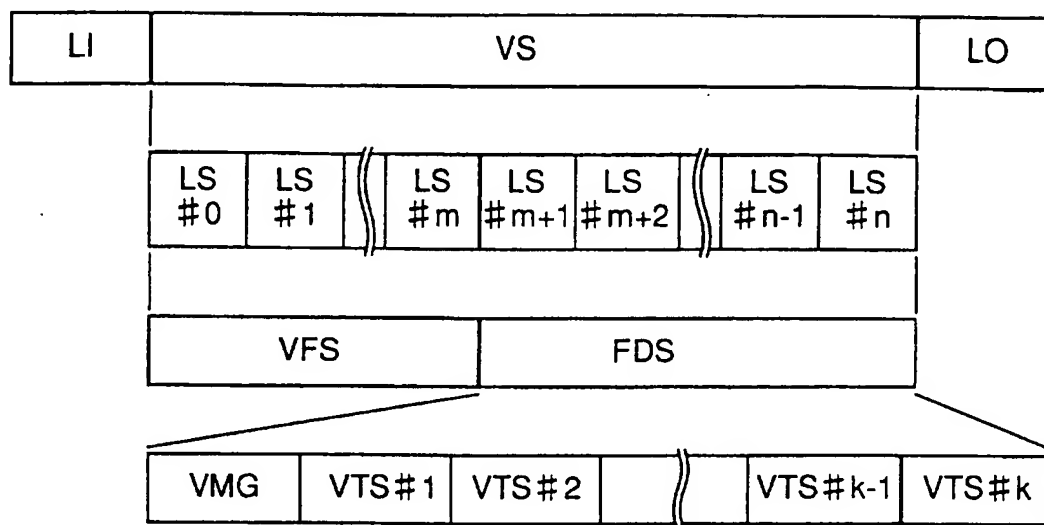 LI VS LO
LS LS LS LS LS LS LS
#0 #1 #m #m+1 #m+2 #n-1 #n
VFS FDS
VMG VTS#1 VTS#2 VTS#k-1 VTS#k